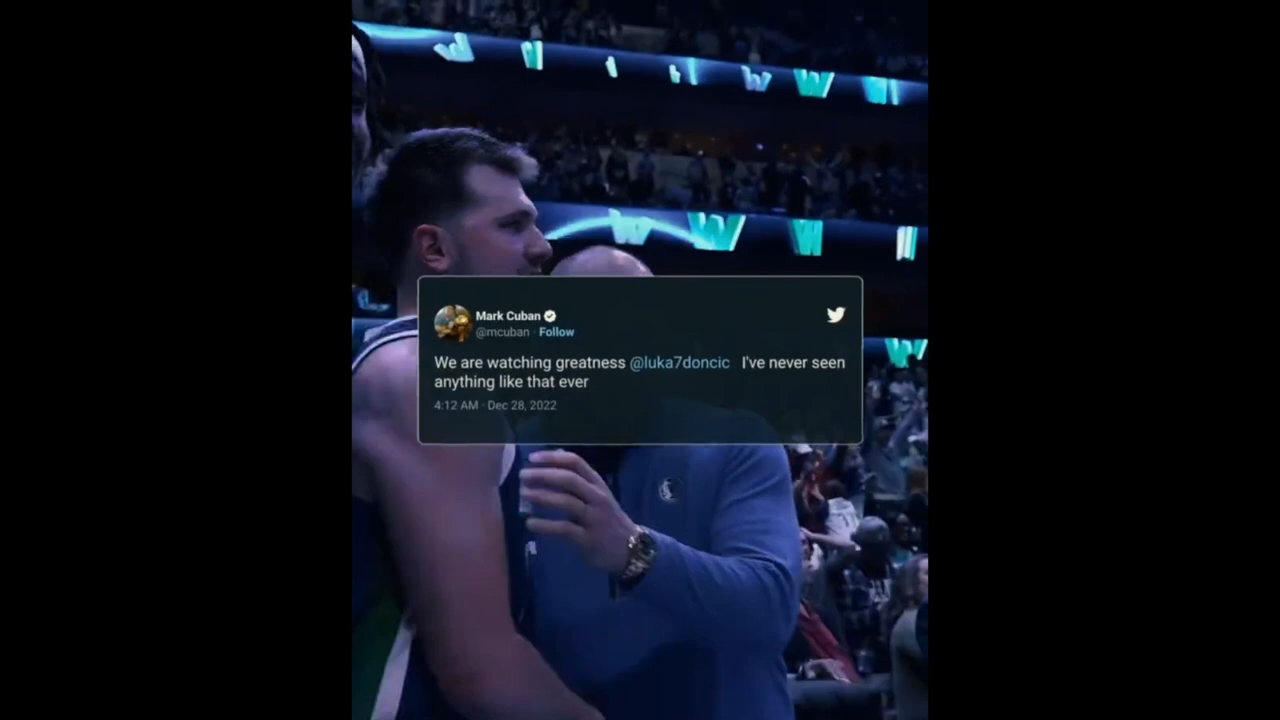 Mark Cuban
@mcuban · Follow
We are watching greatness @luka7doncic I've never seen
anything like that ever
4:12 AM · Dec 28, 2022
W W W W
W W W
W